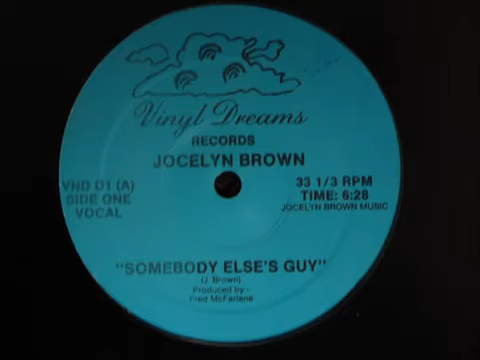 Vinyl Dreams
RECORDS
JOCELYN BROWN
VND D1 (A)
SIDE ONE
VOCAL
33 1/3 RPM
TIME: 6:28
JOCELYN BROWN MUSIC
"SOMEBODY ELSE'S GUY"
(J. Brown)
Produced by -
Fred McFarlane